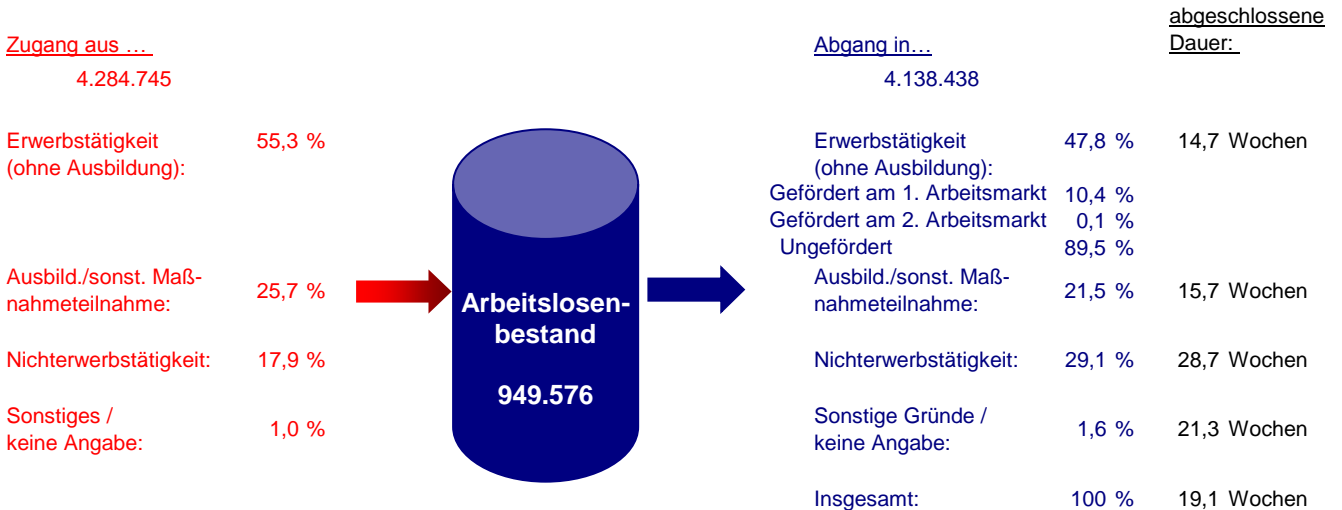 Zugang aus …
4.284.745
Erwerbstätigkeit 55,3 %
(ohne Ausbildung):
Ausbild./sonst. Maß-
nahmeteilnahme: 25,7 %
Nichterwerbstätigkeit: 17,9 %
Sonstiges /
keine Angabe: 1,0 %
Arbeitslosen-
bestand
949.576
abgeschlossene
Abgang in… Dauer:
4.138.438
Erwerbstätigkeit 47,8 % 14,7 Wochen
(ohne Ausbildung):
Gefördert am 1. Arbeitsmarkt 10,4 %
Gefördert am 2. Arbeitsmarkt 0,1 %
Ungefördert 89,5 %
Ausbild./sonst. Maß-
nahmeteilnahme: 21,5 % 15,7 Wochen
Nichterwerbstätigkeit: 29,1 % 28,7 Wochen
Sonstige Gründe /
keine Angabe: 1,6 % 21,3 Wochen
Insgesamt: 100 % 19,1 Wochen